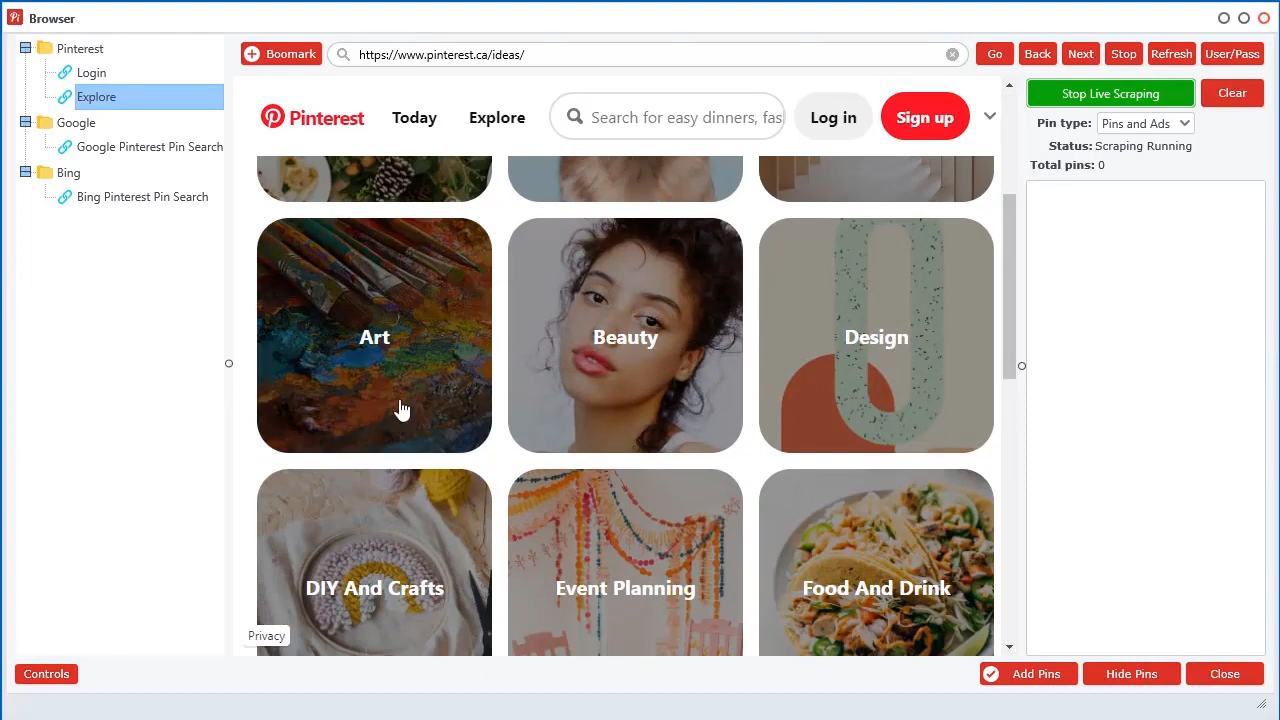 Browser
Pinterest
Login
Explore
Google
Google Pinterest Pin Search
Bing
Bing Pinterest Pin Search
Boomark
https://www.pinterest.ca/ideas/
Go
Back
Next
Stop
Refresh
User/Pass
Pinterest
Today
Explore
Search for easy dinners, fas
Log in
Sign up
Art
Beauty
Design
DIY And Crafts
Event Planning
Food And Drink
Privacy
Stop Live Scraping
Clear
Pin type: Pins and Ads
Status: Scraping Running
Total pins: 0
Controls
Add Pins
Hide Pins
Close